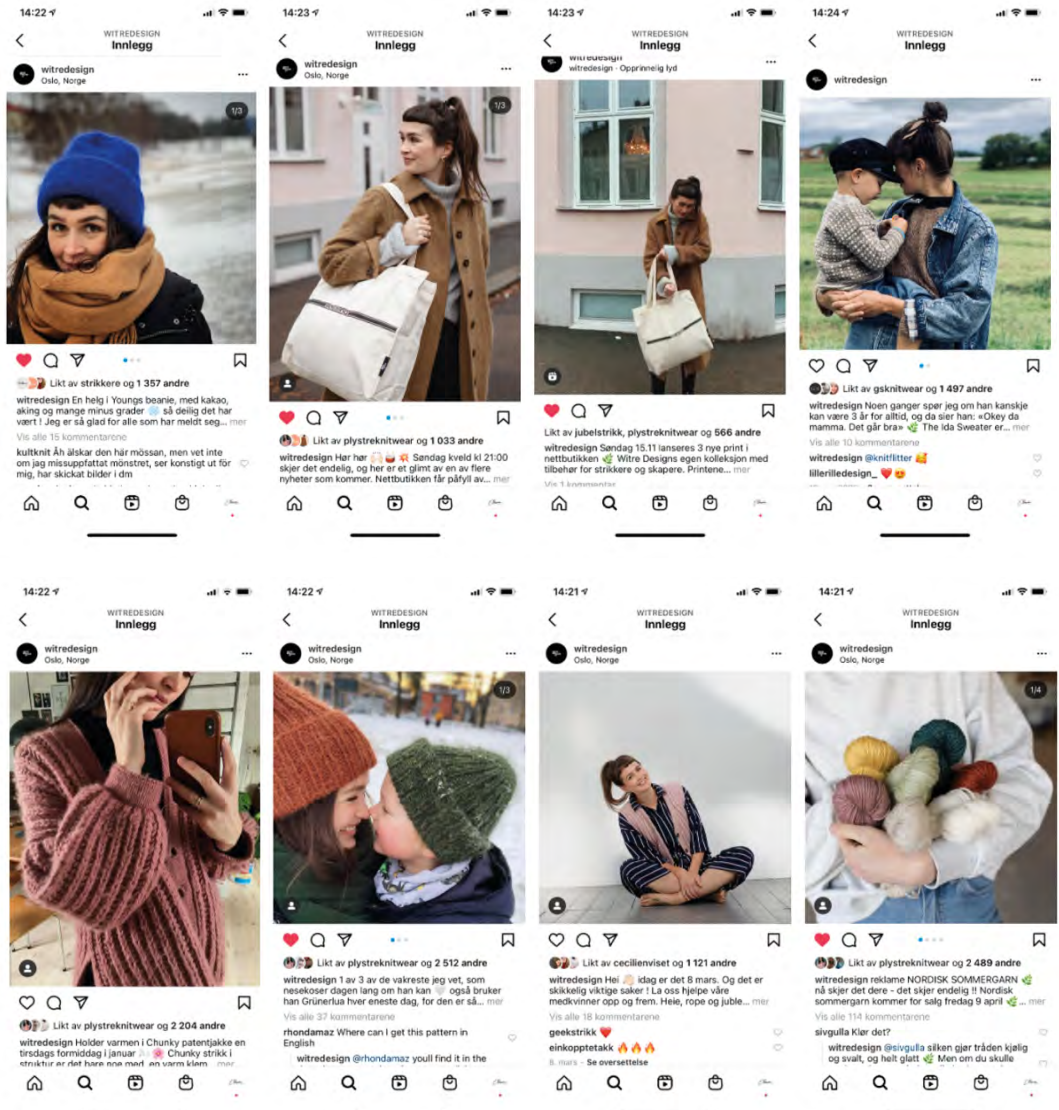 14:22
WITREDESIGN
Innlegg
witredesign
Oslo, Norge
1/3
Likt av strikkere og 1 357 andre
witredesign En helg i Youngs beanie, med kakao,
aking og mange minus grader ❄️ så deilig det har
vært ! Jeg er så glad for alle som har meldt seg... mer
Vis alle 15 kommentarene
kultknit Åh älskar den här mössan, men vet inte
om jag missuppfattat mönstret, ser konstigt ut för
mig, har skickat bilder i dm
14:23
WITREDESIGN
Innlegg
witredesign
Oslo, Norge
1/3
Likt av plystreknitwear og 1 033 andre
witredesign Hør hør 🙌🏻 🥁 💥 Søndag kveld kl 21:00
skjer det endelig, og her er et glimt av en av flere
nyheter som kommer. Nettbutikken får påfyll av... mer
14:23
WITREDESIGN
Innlegg
witredesign
witredesign · Opprinnelig lyd
Likt av jubelstrikk, plystreknitwear og 566 andre
witredesign Søndag 15.11 lanseres 3 nye print i
nettbutikken 🌿 Witre Designs egen kolleksjon med
tilbehør for strikkere og skapere. Printene... mer
Vis 1 kommentar
14:24
WITREDESIGN
Innlegg
witredesign
Likt av gsknitwear og 1 497 andre
witredesign Noen ganger spør jeg om han kanskje
kan være 3 år for alltid, og da sier han: «Okey da
mamma. Det går bra» 🌿 The Ida Sweater er... mer
Vis alle 10 kommentarene
witredesign @knitflitter 🥰
lillerilledesign_ ❤️😍
14:22
WITREDESIGN
Innlegg
witredesign
Oslo, Norge
Likt av plystreknitwear og 2 204 andre
witredesign Holder varmen i Chunky patentjakke en
tirsdags formiddag i januar 🌸 Chunky strikk i
struktur er det bare noe med, en varm klem... mer
14:22
WITREDESIGN
Innlegg
witredesign
Oslo, Norge
1/3
Likt av plystreknitwear og 2 512 andre
witredesign 1 av 3 av de vakreste jeg vet, som
nesekoser dagen lang om han kan 🤍 også bruker
han Grünerlua hver eneste dag, for den er så... mer
Vis alle 37 kommentarene
rhondamaz Where can I get this pattern in
English
witredesign @rhondamaz youll find it in the
14:21
WITREDESIGN
Innlegg
witredesign
Oslo, Norge
Likt av cecilienviset og 1 121 andre
witredesign Hei 👋🏻 idag er det 8 mars. Og det er
skikkelig viktige saker ! La oss hjelpe våre
medkvinner opp og frem. Heie, rope og juble... mer
Vis alle 18 kommentarene
geekstrikk ❤️
einkopptetakk 🔥🔥🔥
8. mars · Se oversettelse
14:21
WITREDESIGN
Innlegg
witredesign
Oslo, Norge
1/4
Likt av plystreknitwear og 2 489 andre
witredesign reklame NORDISK SOMMERGARN 🌿
nå skjer det dere - det skjer endelig !! Nordisk
sommergarn kommer for salg fredag 9 april 🌿... mer
Vis alle 114 kommentarene
sivgulla Klør det?
witredesign @sivgulla silken gjør tråden kjølig
og svalt, og helt glatt 🌿 Men om du skulle